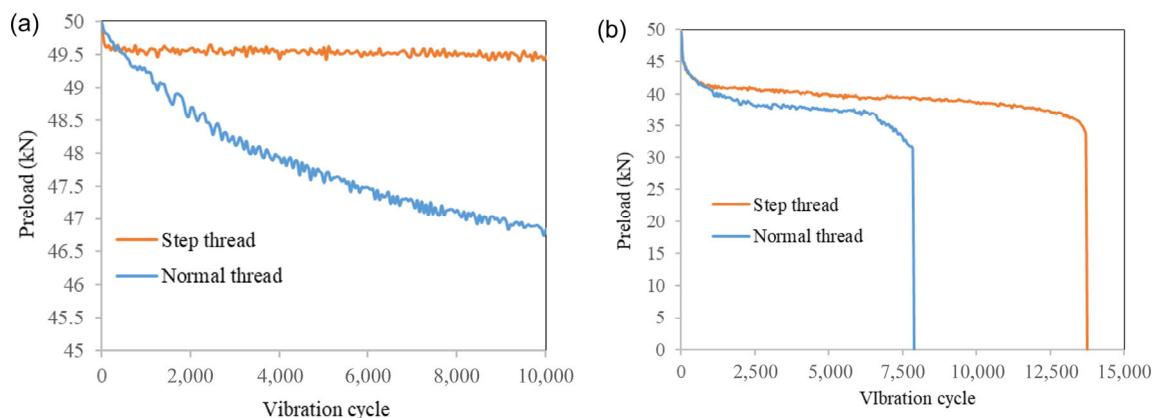 (a)
50
49.5
49
48.5
48
47.5
47
46.5
46
45.5
45
Preload (kN)
Step thread
Normal thread
0 2,000 4,000 6,000 8,000 10,000
Vibration cycle
(b)
50
45
40
35
30
25
20
15
10
5
0
Preload (kN)
Step thread
Normal thread
0 2,500 5,000 7,500 10,000 12,500 15,000
VIbration cycle